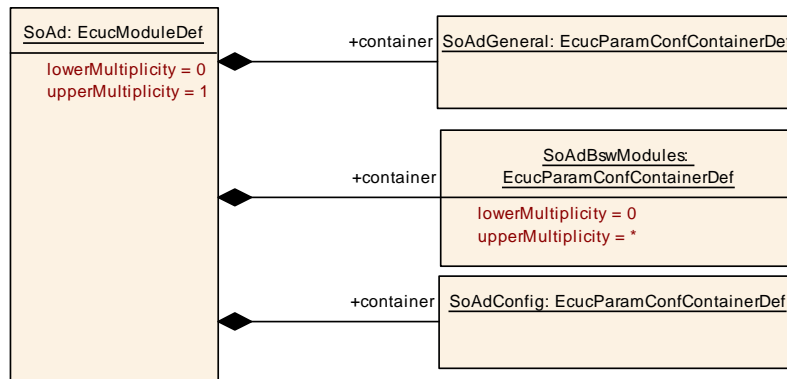 SoAd: EcucModuleDef
lowerMultiplicity = 0
upperMultiplicity = 1
+container
SoAdGeneral: EcucParamConfContainerDef
+container
SoAdBswModules:
EcucParamConfContainerDef
lowerMultiplicity = 0
upperMultiplicity = *
+container
SoAdConfig: EcucParamConfContainerDef